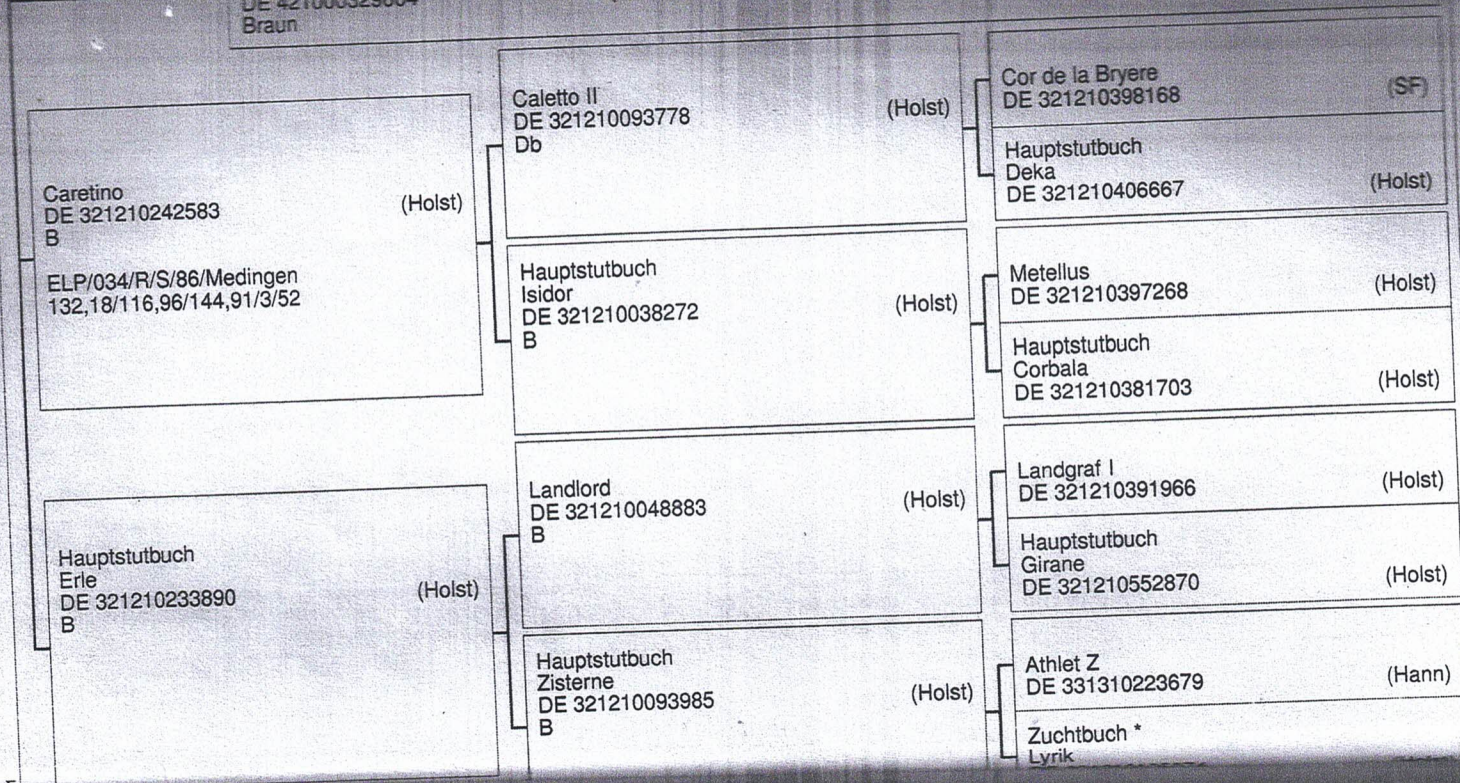 Braun
Caretino
DE 321210242583 (Holst)
B
ELP/034/R/S/86/Medingen
132,18/116,96/144,91/3/52
Hauptstutbuch
Erle
DE 321210233890 (Holst)
B
Caletto II
DE 321210093778 (Holst)
Db
Hauptstutbuch
Isidor
DE 321210038272 (Holst)
B
Landlord
DE 321210048883 (Holst)
B
Hauptstutbuch
Zisterne
DE 321210093985 (Holst)
B
Cor de la Bryere
DE 321210398168 (SF)
Hauptstutbuch
Deka
DE 321210406667 (Holst)
Metellus
DE 321210397268 (Holst)
Hauptstutbuch
Corbala
DE 321210381703 (Holst)
Landgraf I
DE 321210391966 (Holst)
Hauptstutbuch
Girane
DE 321210552870 (Holst)
Athlet Z
DE 331310223679 (Hann)
Zuchtbuch *
Lyrik